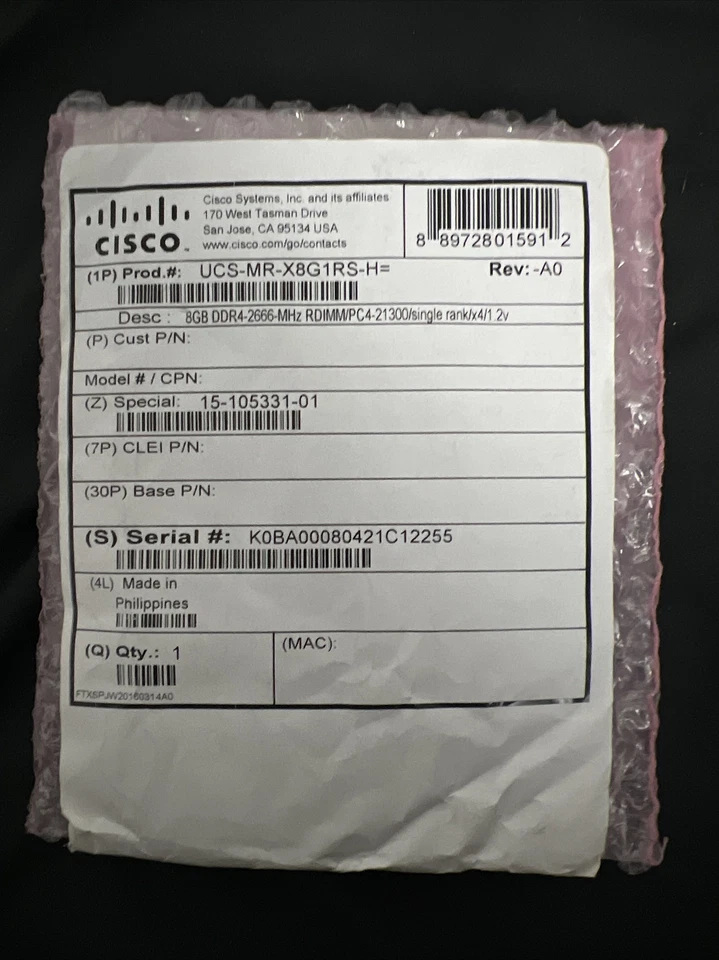 CISCO
Cisco Systems, Inc. and its affiliates
170 West Tasman Drive
San Jose, CA 95134 USA
www.cisco.com/go/contacts
8 8972801591 2
(1P) Prod.#: UCS-MR-X8G1RS-H= Rev:-A0
Desc : 8GB DDR4-2666-MHz RDIMM/PC4-21300/single rank/x4/1.2v
(P) Cust P/N:
Model # / CPN:
(Z) Special: 15-105331-01
(7P) CLEI P/N:
(30P) Base P/N:
(S) Serial #: K0BA00080421C12255
(4L) Made in
Philippines
(Q) Qty.: 1
(MAC):
FTXSPJW20160314A0